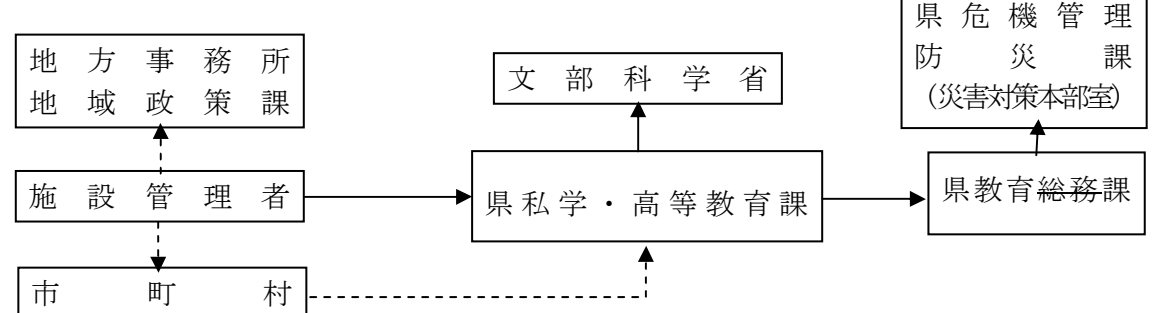 県危機管理
防災課
(災害対策本部室)
地方事務所
地域政策課
文部科学省
施設管理者
県私学・高等教育課
県教育総務課
市町村